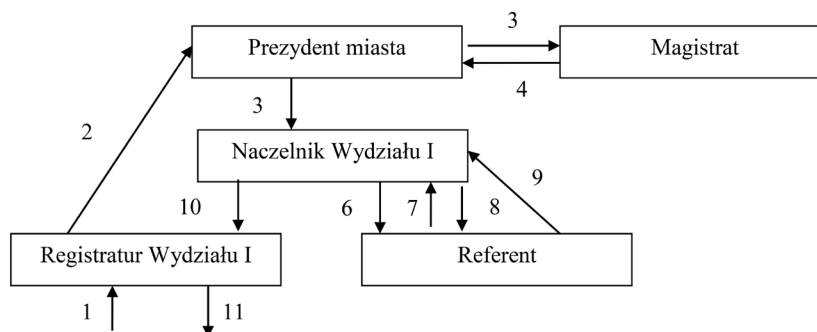 3
Prezydent miasta
Magistrat
4
3
2
Naczelnik Wydziału I
9
10
6
7
8
Registratur Wydziału I
Referent
1
11